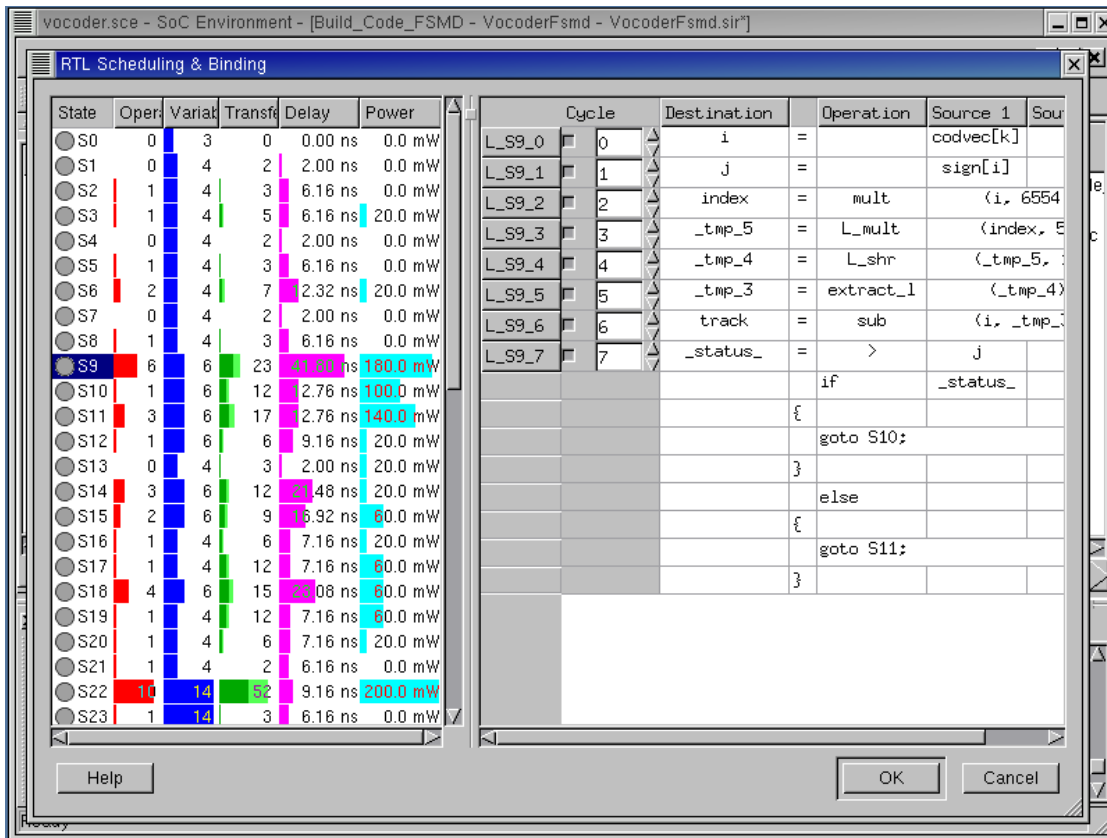 vocoder.sce - SoC Environment - [Build_Code_FSMD - VocoderFsmd - VocoderFsmd.sir*]
RTL Scheduling & Binding
State Opera Variab Transfe Delay Power
S0 0 3 0 0.00 ns 0.0 mW
S1 0 4 2 2.00 ns 0.0 mW
S2 1 4 3 6.16 ns 0.0 mW
S3 1 4 5 6.16 ns 20.0 mW
S4 0 4 2 2.00 ns 0.0 mW
S5 1 4 3 6.16 ns 0.0 mW
S6 2 4 7 12.32 ns 20.0 mW
S7 0 4 2 2.00 ns 0.0 mW
S8 1 4 3 6.16 ns 0.0 mW
S9 6 6 23 41.80 ns 180.0 mW
S10 1 6 12 12.76 ns 100.0 mW
S11 3 6 17 12.76 ns 140.0 mW
S12 1 6 6 9.16 ns 20.0 mW
S13 0 4 3 2.00 ns 0.0 mW
S14 3 6 12 21.48 ns 20.0 mW
S15 2 6 9 16.92 ns 60.0 mW
S16 1 4 6 7.16 ns 20.0 mW
S17 1 4 12 7.16 ns 60.0 mW
S18 4 6 15 23.08 ns 60.0 mW
S19 1 4 12 7.16 ns 60.0 mW
S20 1 4 6 7.16 ns 20.0 mW
S21 1 4 2 6.16 ns 0.0 mW
S22 10 14 52 9.16 ns 200.0 mW
S23 1 14 3 6.16 ns 0.0 mW
Cycle Destination Operation Source 1 Sour
L_S9_0 0 i = codvec[k]
L_S9_1 1 j = sign[i]
L_S9_2 2 index = mult (i, 6554
L_S9_3 3 _tmp_5 = L_mult (index, 5
L_S9_4 4 _tmp_4 = L_shr (_tmp_5,
L_S9_5 5 _tmp_3 = extract_l (_tmp_4)
L_S9_6 6 track = sub (i, _tmp_3
L_S9_7 7 _status_ = > j
if _status_
{
goto S10;
}
else
{
goto S11;
}
Help
OK
Cancel
Ready